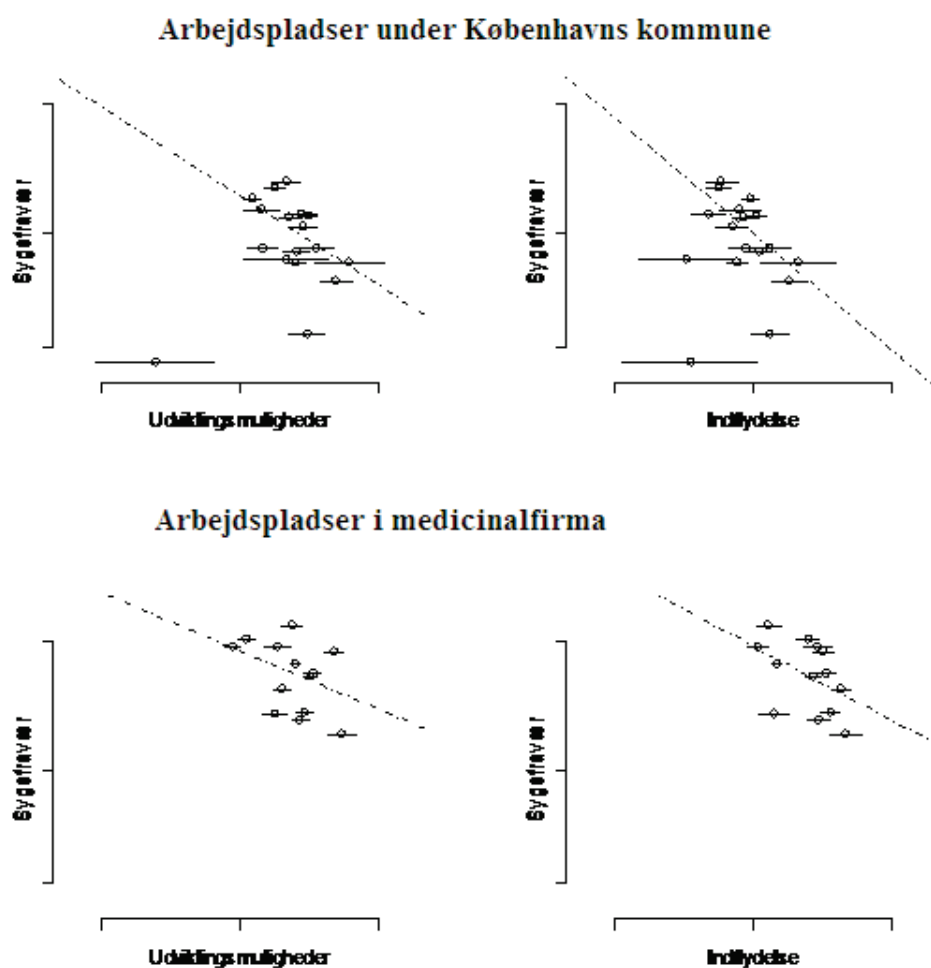 Arbejdspladser under Københavns kommune
Sygefravær
Udviklingsmuligheder
Sygefravær
Indflydelse
Arbejdspladser i medicinalfirma
Sygefravær
Udviklingsmuligheder
Sygefravær
Indflydelse